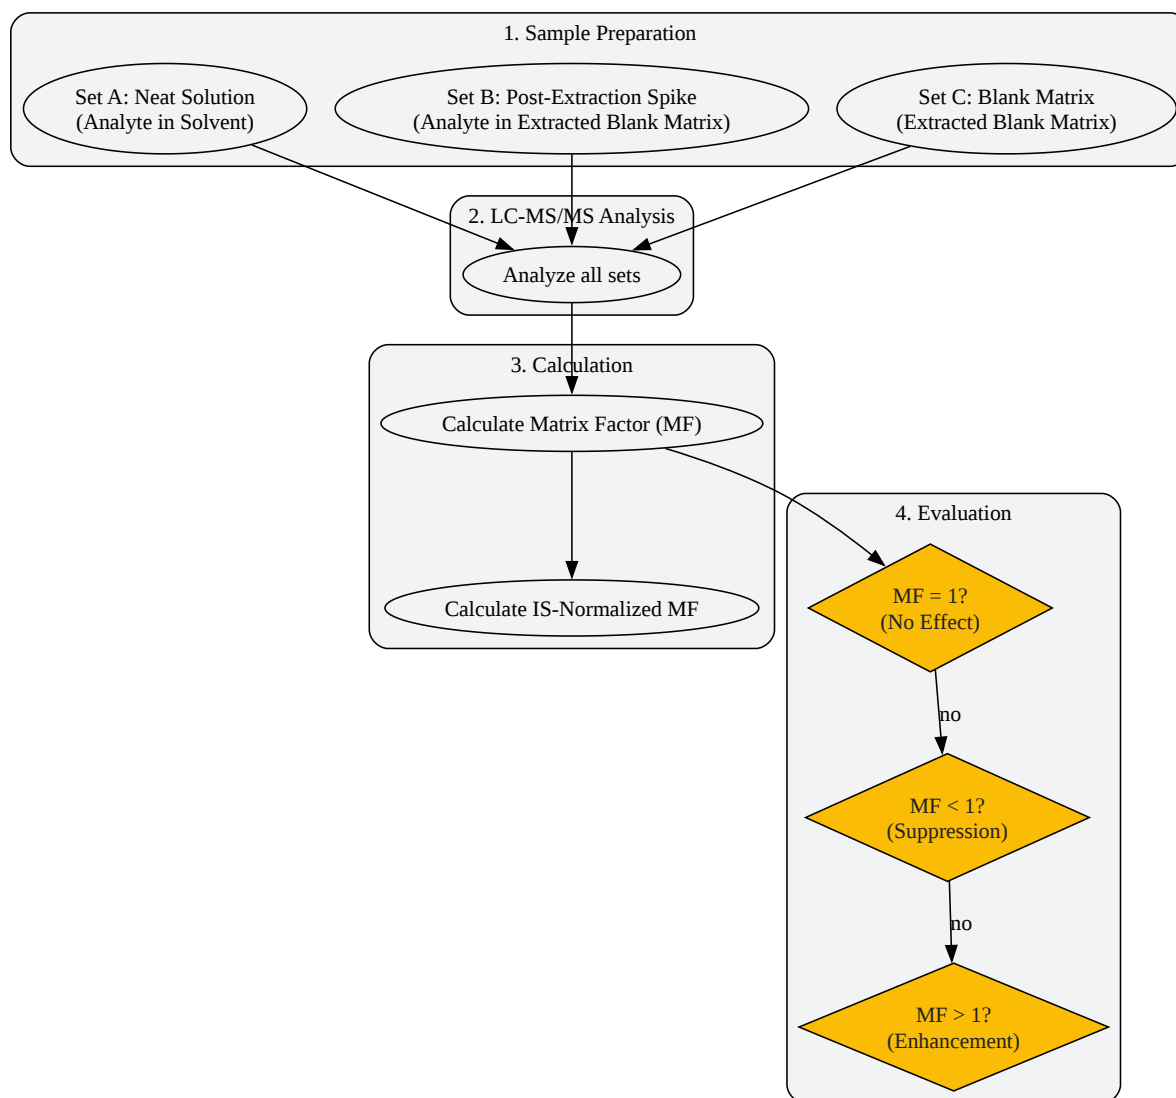 1. Sample Preparation
Set A: Neat Solution
(Analyte in Solvent)
Set B: Post-Extraction Spike
(Analyte in Extracted Blank Matrix)
Set C: Blank Matrix
(Extracted Blank Matrix)
2. LC-MS/MS Analysis
Analyze all sets
3. Calculation
Calculate Matrix Factor (MF)
Calculate IS-Normalized MF
4. Evaluation
MF = 1?
(No Effect)
no
MF < 1?
(Suppression)
no
MF > 1?
(Enhancement)